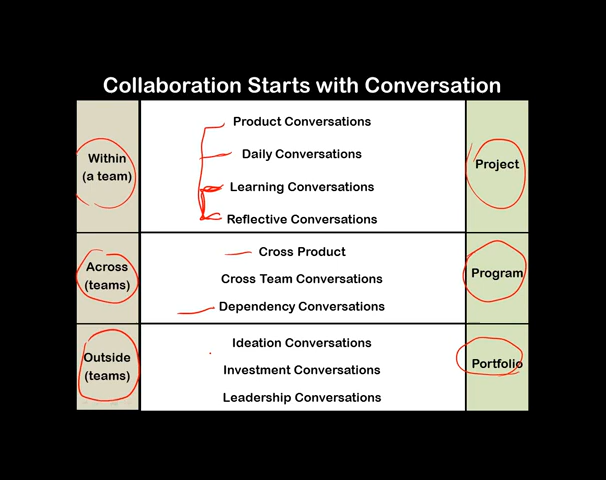 Collaboration Starts with Conversation
Within
(a team)
Product Conversations
Daily Conversations
Learning Conversations
Reflective Conversations
Project
Across
(teams)
Cross Product
Cross Team Conversations
Dependency Conversations
Program
Outside
(teams)
Ideation Conversations
Investment Conversations
Leadership Conversations
Portfolio